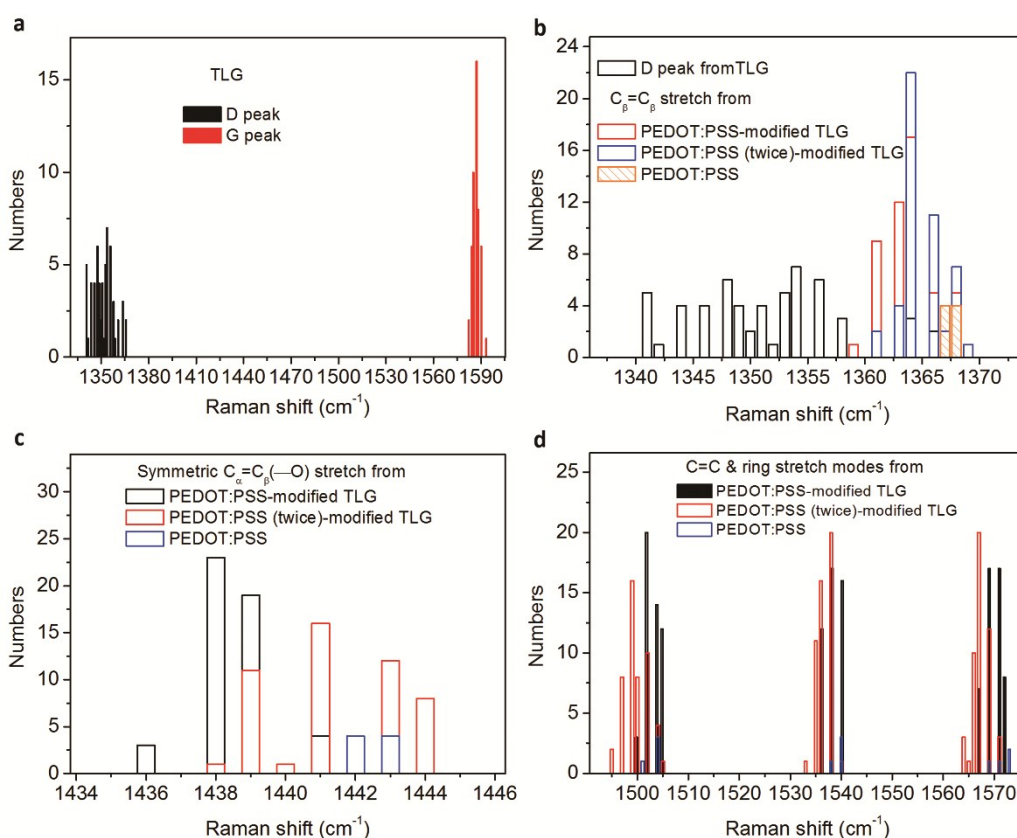 a
TLG
D peak
G peak
Numbers
0
5
10
15
1350 1380 1410 1440 1470 1500 1530 1560 1590
Raman shift (cm⁻¹)
b
D peak fromTLG
Cβ=Cβ stretch from
PEDOT:PSS-modified TLG
PEDOT:PSS (twice)-modified TLG
PEDOT:PSS
Numbers
0
4
8
12
16
20
24
1340 1345 1350 1355 1360 1365 1370
Raman shift (cm⁻¹)
c
Symmetric Cα=Cβ(—O) stretch from
PEDOT:PSS-modified TLG
PEDOT:PSS (twice)-modified TLG
PEDOT:PSS
Numbers
0
5
10
15
20
25
30
1434 1436 1438 1440 1442 1444 1446
Raman shift (cm⁻¹)
d
C=C & ring stretch modes from
PEDOT:PSS-modified TLG
PEDOT:PSS (twice)-modified TLG
PEDOT:PSS
Numbers
0
5
10
15
20
25
1500 1510 1520 1530 1540 1550 1560 1570
Raman shift (cm⁻¹)